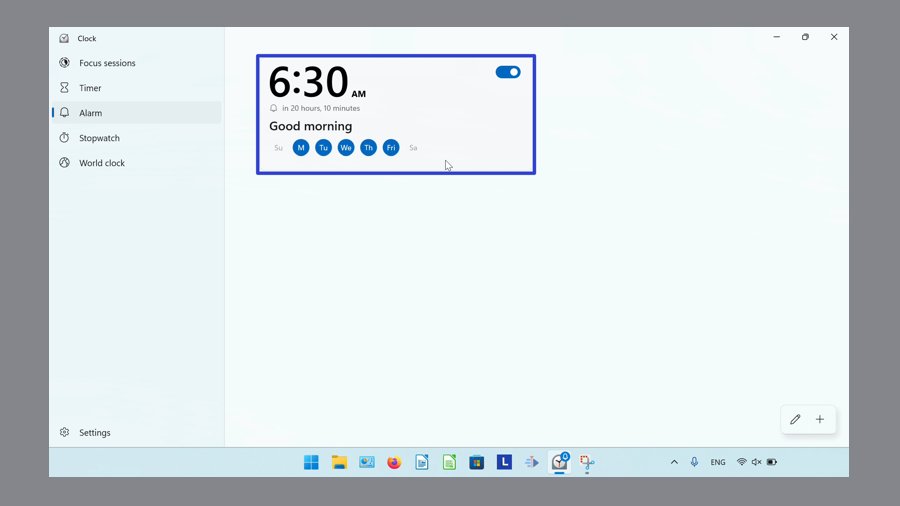 Clock
Focus sessions
Timer
Alarm
Stopwatch
World clock
Settings
6:30 AM
in 20 hours, 10 minutes
Good morning
Su M Tu We Th Fri Sa
L
ENG